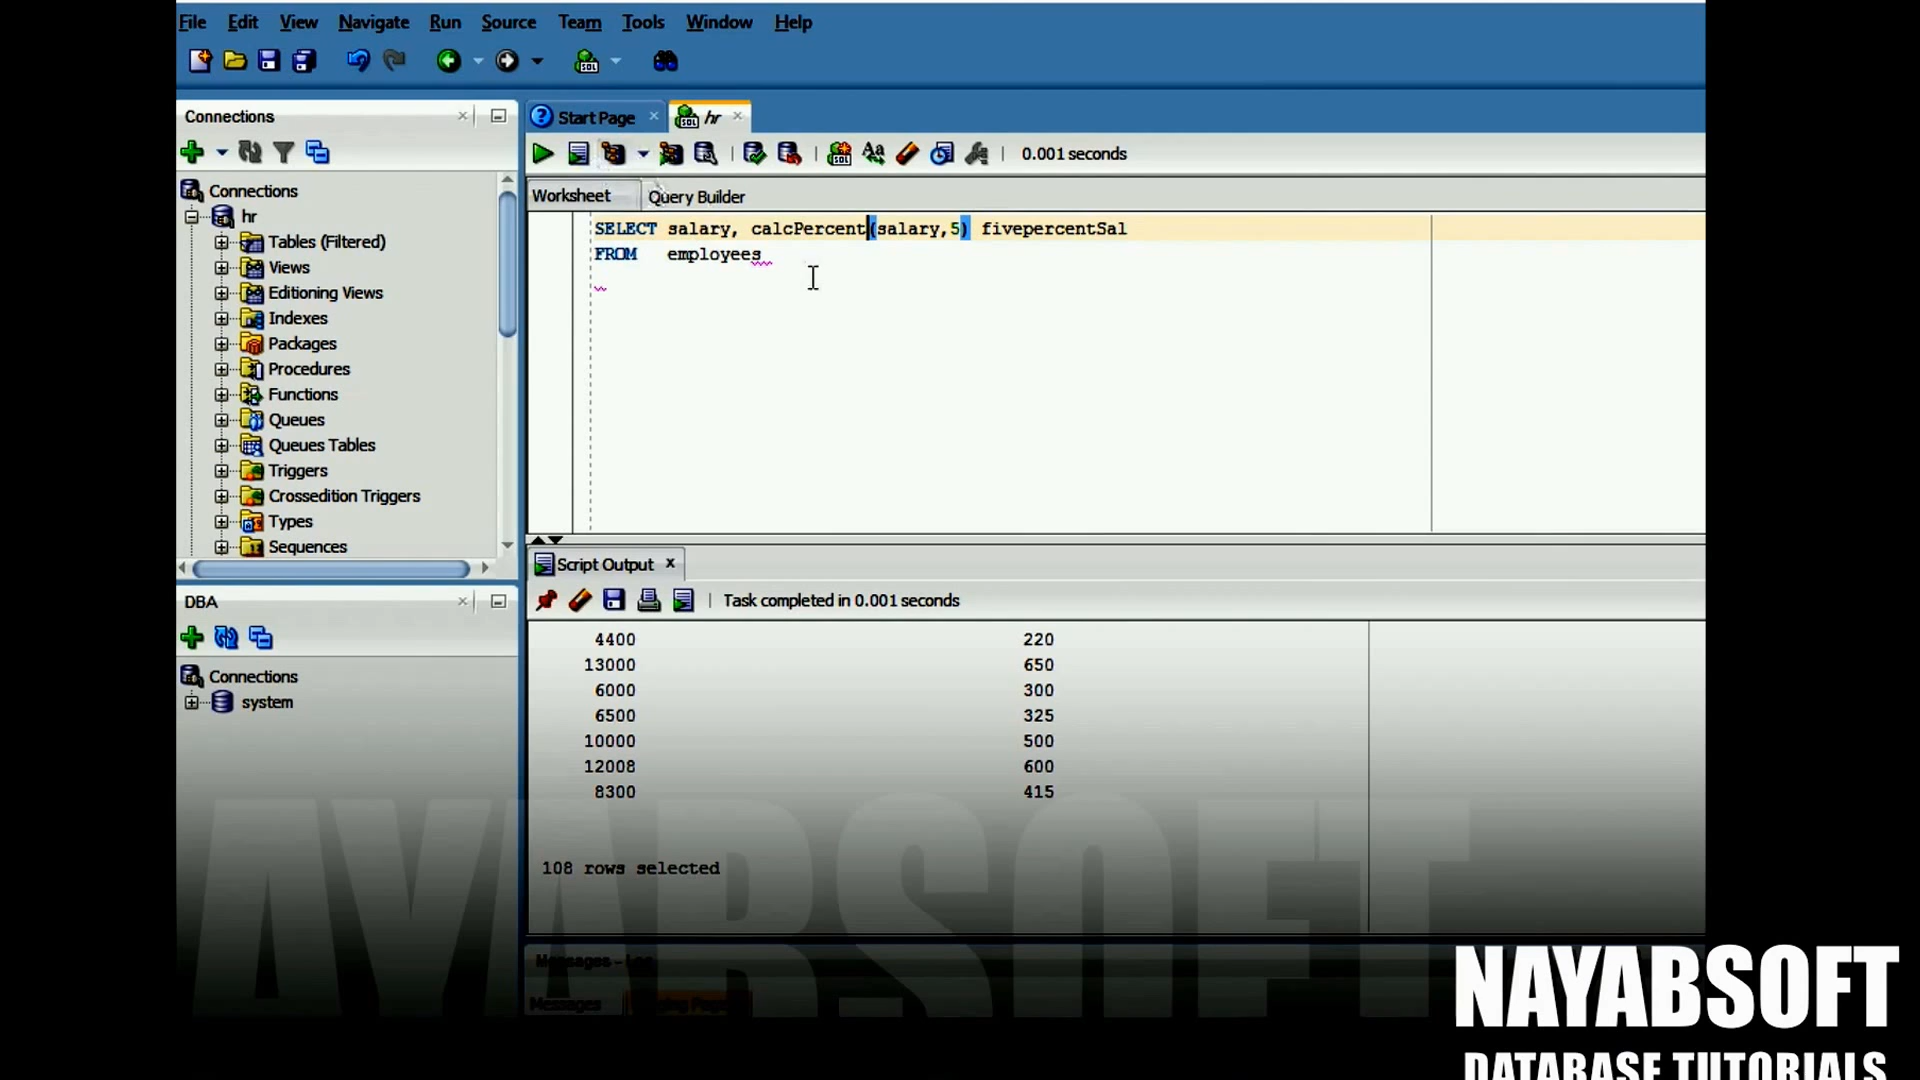 File Edit View Navigate Run Source Team Tools Window Help
Connections
Start Page
hr
0.001 seconds
Worksheet
Query Builder
Connections
hr
Tables (Filtered)
Views
Editioning Views
Indexes
Packages
Procedures
Functions
Queues
Queues Tables
Triggers
Crossedition Triggers
Types
Sequences
SELECT salary, calcPercent(salary,5) fivepercentSal
FROM employees
DBA
Connections
system
Script Output
Task completed in 0.001 seconds
4400 220
13000 650
6000 300
6500 325
10000 500
12008 600
8300 415
108 rows selected
Messages - Log
Messages
AYABSOFT
NAYABSOFT
DATABASE TUTORIALS